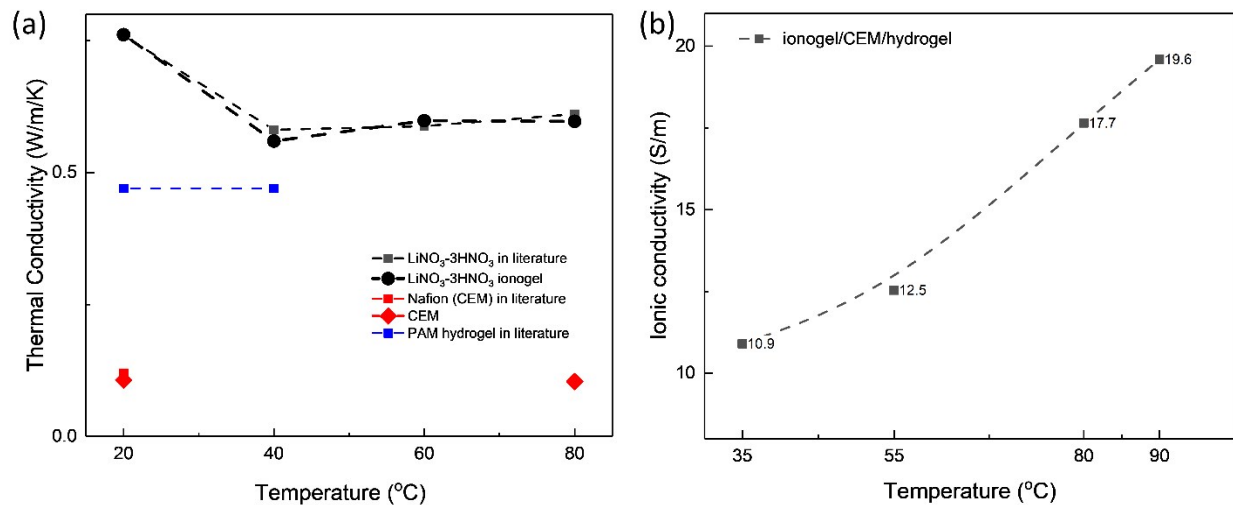 (a)
Thermal Conductivity (W/m/K)
0.5
0.0
LiNO₃-3HNO₃ in literature
LiNO₃-3HNO₃ ionogel
Nafion (CEM) in literature
CEM
PAM hydrogel in literature
20 40 60 80
Temperature (°C)
(b)
Ionic conductivity (S/m)
20
15
10
ionogel/CEM/hydrogel
19.6
17.7
12.5
10.9
35 55 80 90
Temperature (°C)